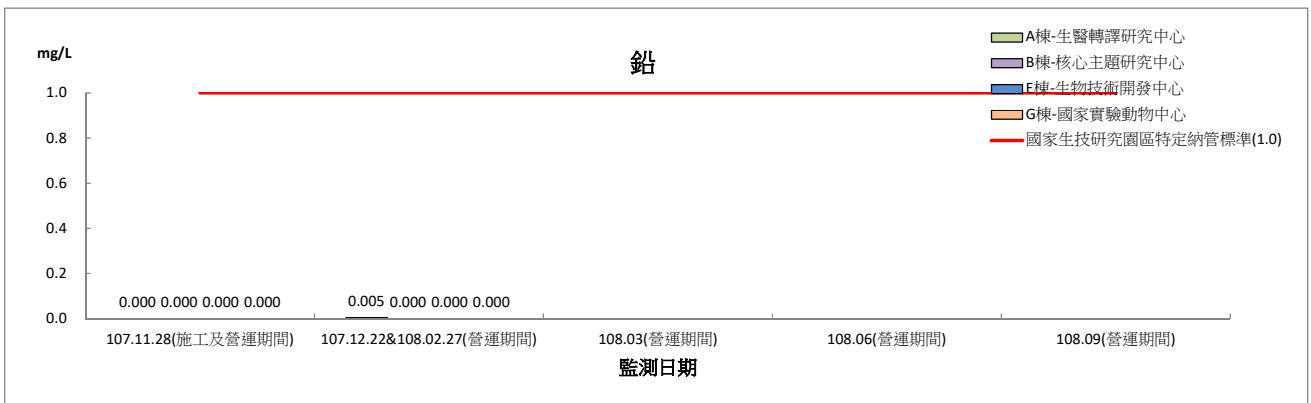 mg/L
鉛
A棟-生醫轉譯研究中心
B棟-核心主題研究中心
E棟-生物技術開發中心
G棟-國家實驗動物中心
國家生技研究園區特定納管標準(1.0)
1.0
0.8
0.6
0.4
0.2
0.0
0.000 0.000 0.000 0.000
0.005 0.000 0.000 0.000
107.11.28(施工及營運期間)
107.12.22&108.02.27(營運期間)
108.03(營運期間)
108.06(營運期間)
108.09(營運期間)
監測日期